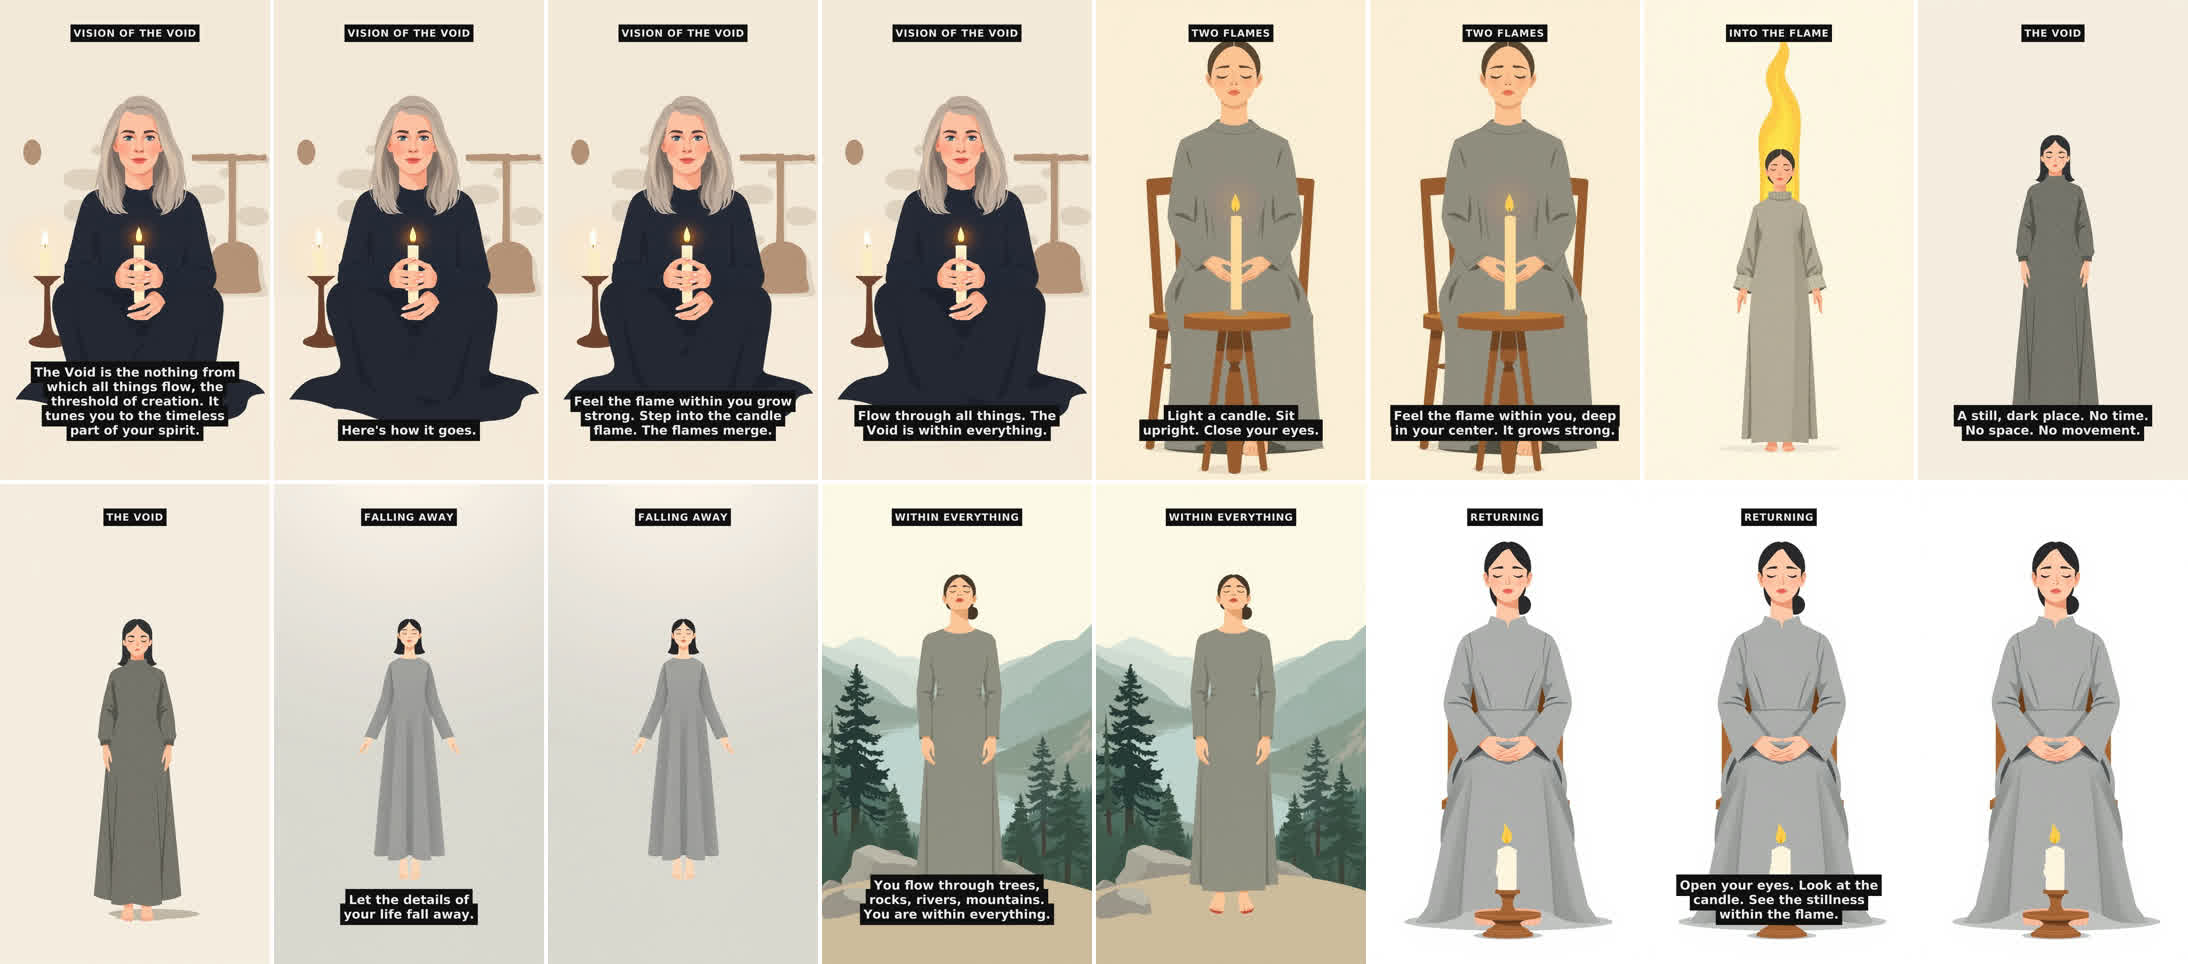 VISION OF THE VOID
The Void is the nothing from
which all things flow, the
threshold of creation. It
tunes you to the timeless
part of your spirit.
VISION OF THE VOID
Here's how it goes.
VISION OF THE VOID
Feel the flame within you grow
strong. Step into the candle
flame. The flames merge.
VISION OF THE VOID
Flow through all things. The
Void is within everything.
TWO FLAMES
Light a candle. Sit
upright. Close your eyes.
TWO FLAMES
Feel the flame within you, deep
in your center. It grows strong.
INTO THE FLAME
THE VOID
A still, dark place. No time.
No space. No movement.
THE VOID
FALLING AWAY
Let the details of
your life fall away.
FALLING AWAY
WITHIN EVERYTHING
You flow through trees,
rocks, rivers, mountains.
You are within everything.
WITHIN EVERYTHING
RETURNING
RETURNING
Open your eyes. Look at the
candle. See the stillness
within the flame.